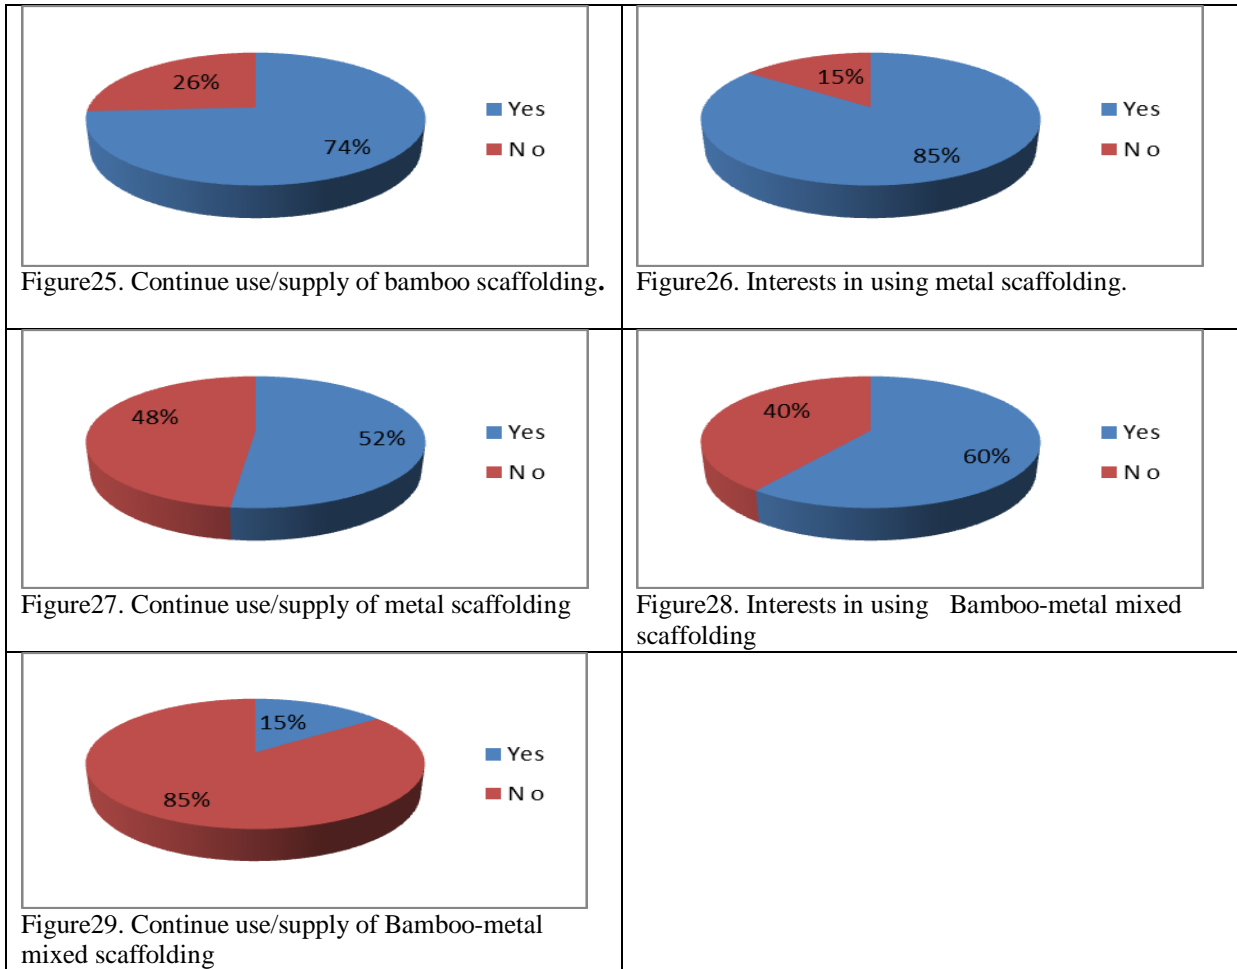 26%
74%
Yes
N o
Figure25. Continue use/supply of bamboo scaffolding.
15%
85%
Yes
N o
Figure26. Interests in using metal scaffolding.
48%
52%
Yes
N o
Figure27. Continue use/supply of metal scaffolding
40%
60%
Yes
N o
Figure28. Interests in using Bamboo-metal mixed
scaffolding
15%
85%
Yes
N o
Figure29. Continue use/supply of Bamboo-metal
mixed scaffolding